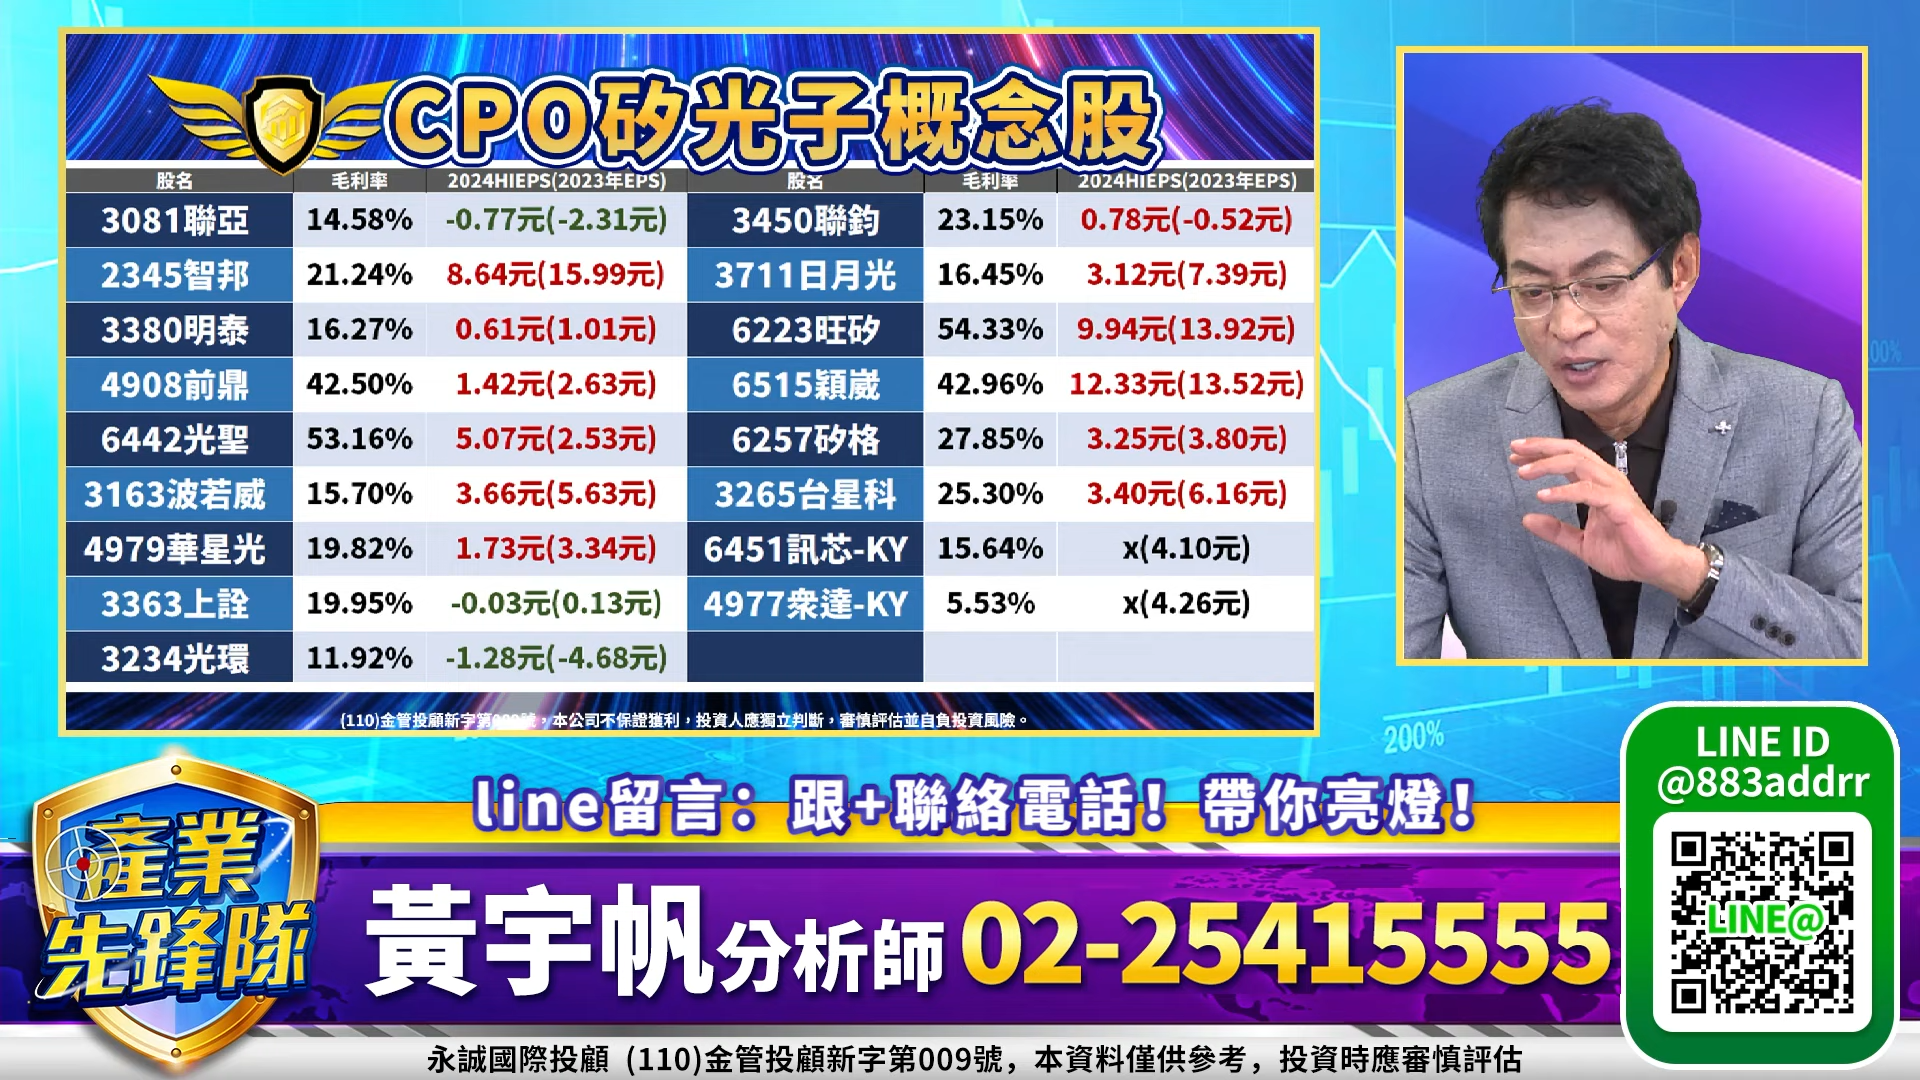 CPO矽光子概念股
股名 毛利率 2024HIEPS(2023年EPS) 股名 毛利率 2024HIEPS(2023年EPS)
3081聯亞 14.58% -0.77元(-2.31元) 3450聯鈞 23.15% 0.78元(-0.52元)
2345智邦 21.24% 8.64元(15.99元) 3711日月光 16.45% 3.12元(7.39元)
3380明泰 16.27% 0.61元(1.01元) 6223旺矽 54.33% 9.94元(13.92元)
4908前鼎 42.50% 1.42元(2.63元) 6515穎崴 42.96% 12.33元(13.52元)
6442光聖 53.16% 5.07元(2.53元) 6257矽格 27.85% 3.25元(3.80元)
3163波若威 15.70% 3.66元(5.63元) 3265台星科 25.30% 3.40元(6.16元)
4979華星光 19.82% 1.73元(3.34元) 6451訊芯-KY 15.64% x(4.10元)
3363上詮 19.95% -0.03元(0.13元) 4977眾達-KY 5.53% x(4.26元)
3234光環 11.92% -1.28元(-4.68元)
(110)金管投顧新字第009號，本公司不保證獲利，投資人應獨立判斷，審慎評估並自負投資風險。
200%
LINE ID
@883addrr
LINE@
line留言：跟+聯絡電話！帶你亮燈！
產業
先鋒隊
黃宇帆分析師 02-25415555
永誠國際投顧 (110)金管投顧新字第009號，本資料僅供參考，投資時應審慎評估